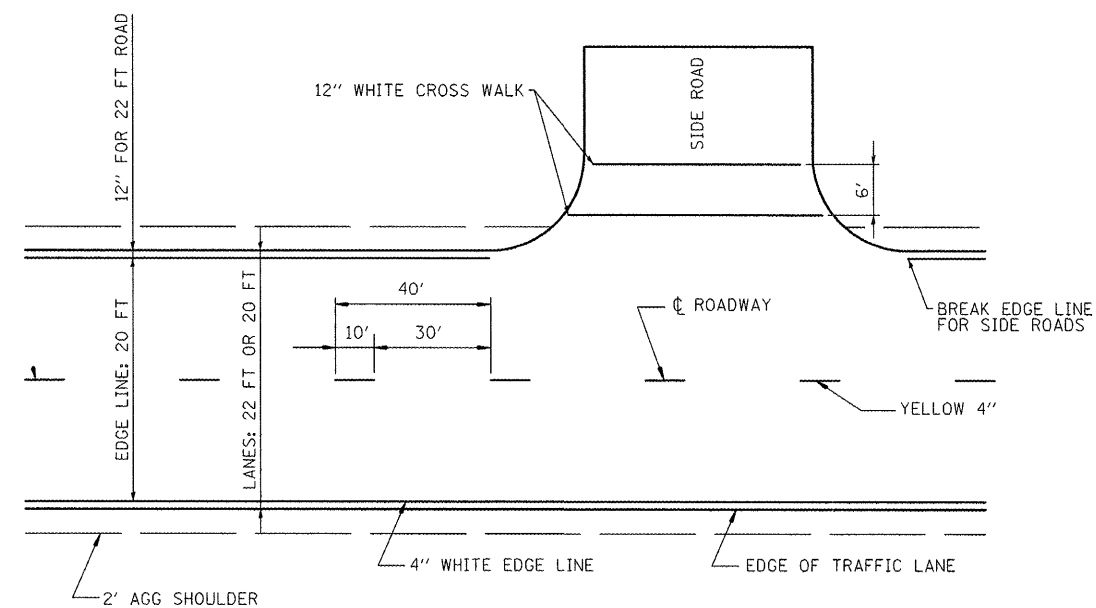 12" FOR 22 FT ROAD
12" WHITE CROSS WALK
SIDE ROAD
6'
EDGE LINE: 20 FT
LANES: 22 FT OR 20 FT
40'
10'
30'
℄ ROADWAY
BREAK EDGE LINE
FOR SIDE ROADS
YELLOW 4"
4" WHITE EDGE LINE
EDGE OF TRAFFIC LANE
2' AGG SHOULDER